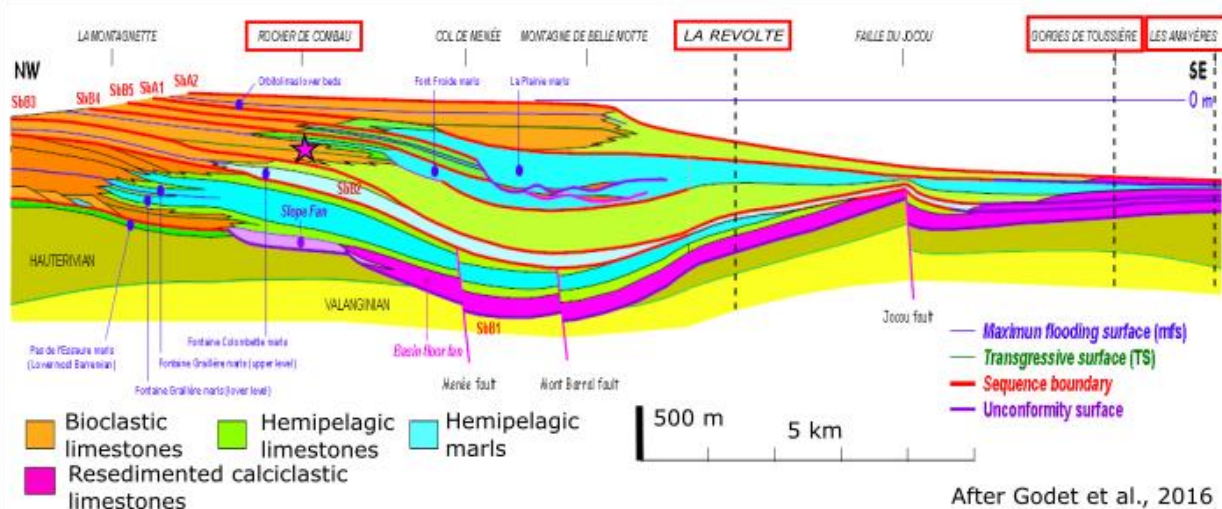 LA MONTAGNETTE
ROCHER DE COMBAU
COL DE MENÉE
MONTAGNE DE BELLE MOTTE
LA REVOLTE
FAILLE DU JOCOU
GORGES DE TOUSSIÈRE
LES AMAYÈRES
NW
SE
SbB3
SbB4
SbB5
SbA1
SbA2
Orbitolinas lower beds
Font Froide marls
La Plainie marls
0 m
SbB2
Slope Fan
HAUTERIVIAN
VALANGINIAN
SbB1
Jocou fault
Pas de l'Essaure marls
(Lowermost Barremian)
Fontaine Colombette marls
Fontaine Graillère marls (upper level)
Fontaine Graillère marls (lower level)
Basin floor fan
Menée fault
Mont Barral fault
Maximun flooding surface (mfs)
Transgressive surface (TS)
Sequence boundary
Unconformity surface
Bioclastic
limestones
Hemipelagic
limestones
Hemipelagic
marls
Resedimented calciclastic
limestones
500 m
5 km
After Godet et al., 2016